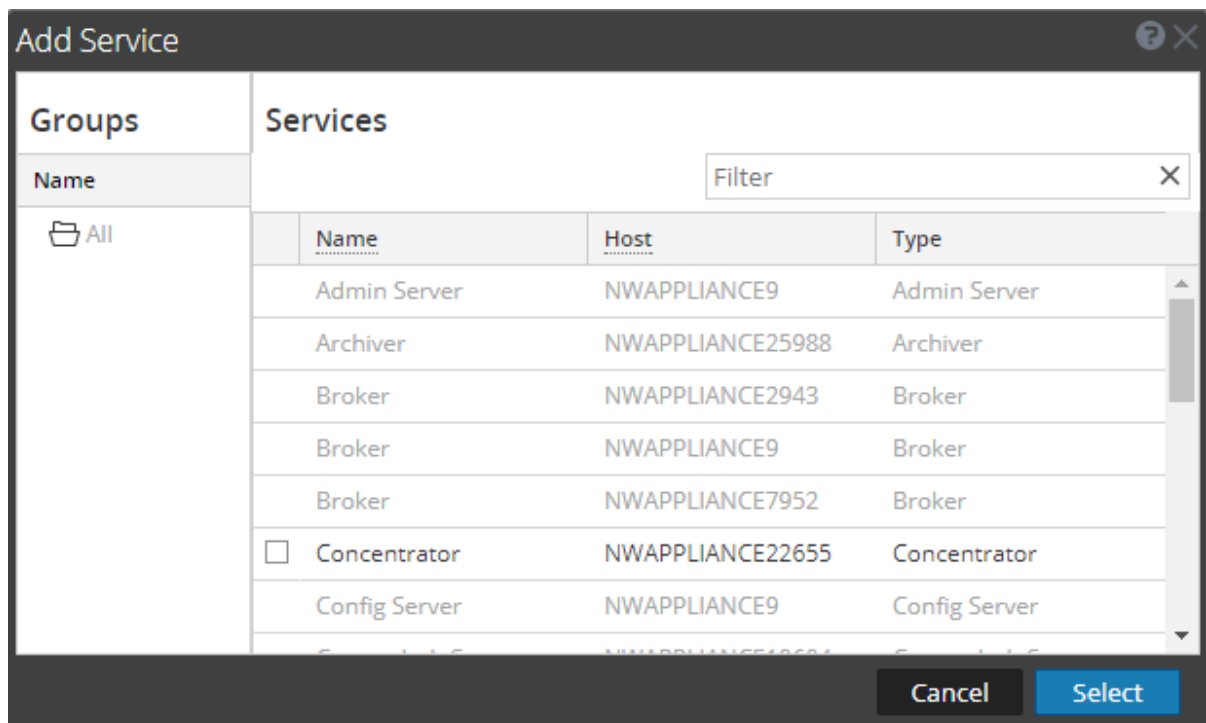 Add Service
Groups
Services
Name
Filter
All
Name Host Type
Admin Server NWAPPLIANCE9 Admin Server
Archiver NWAPPLIANCE25988 Archiver
Broker NWAPPLIANCE2943 Broker
Broker NWAPPLIANCE9 Broker
Broker NWAPPLIANCE7952 Broker
Concentrator NWAPPLIANCE22655 Concentrator
Config Server NWAPPLIANCE9 Config Server
Cancel Select